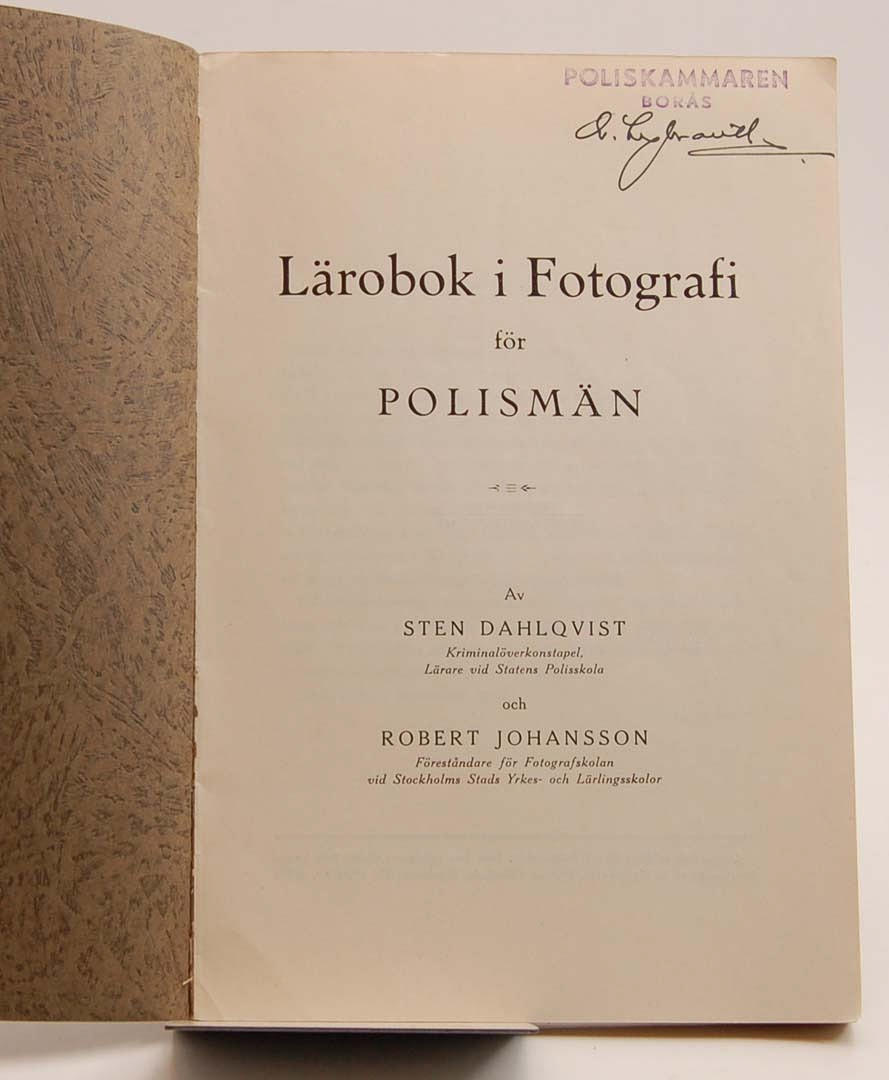 POLISKAMMAREN
BORÅS
Lärobok i Fotografi
för
POLISMÄN
Av
STEN DAHLQVIST
Kriminalöverkonstapel,
Lärare vid Statens Polisskola
och
ROBERT JOHANSSON
Föreståndare för Fotografskolan
vid Stockholms Stads Yrkes- och Lärlingsskolor